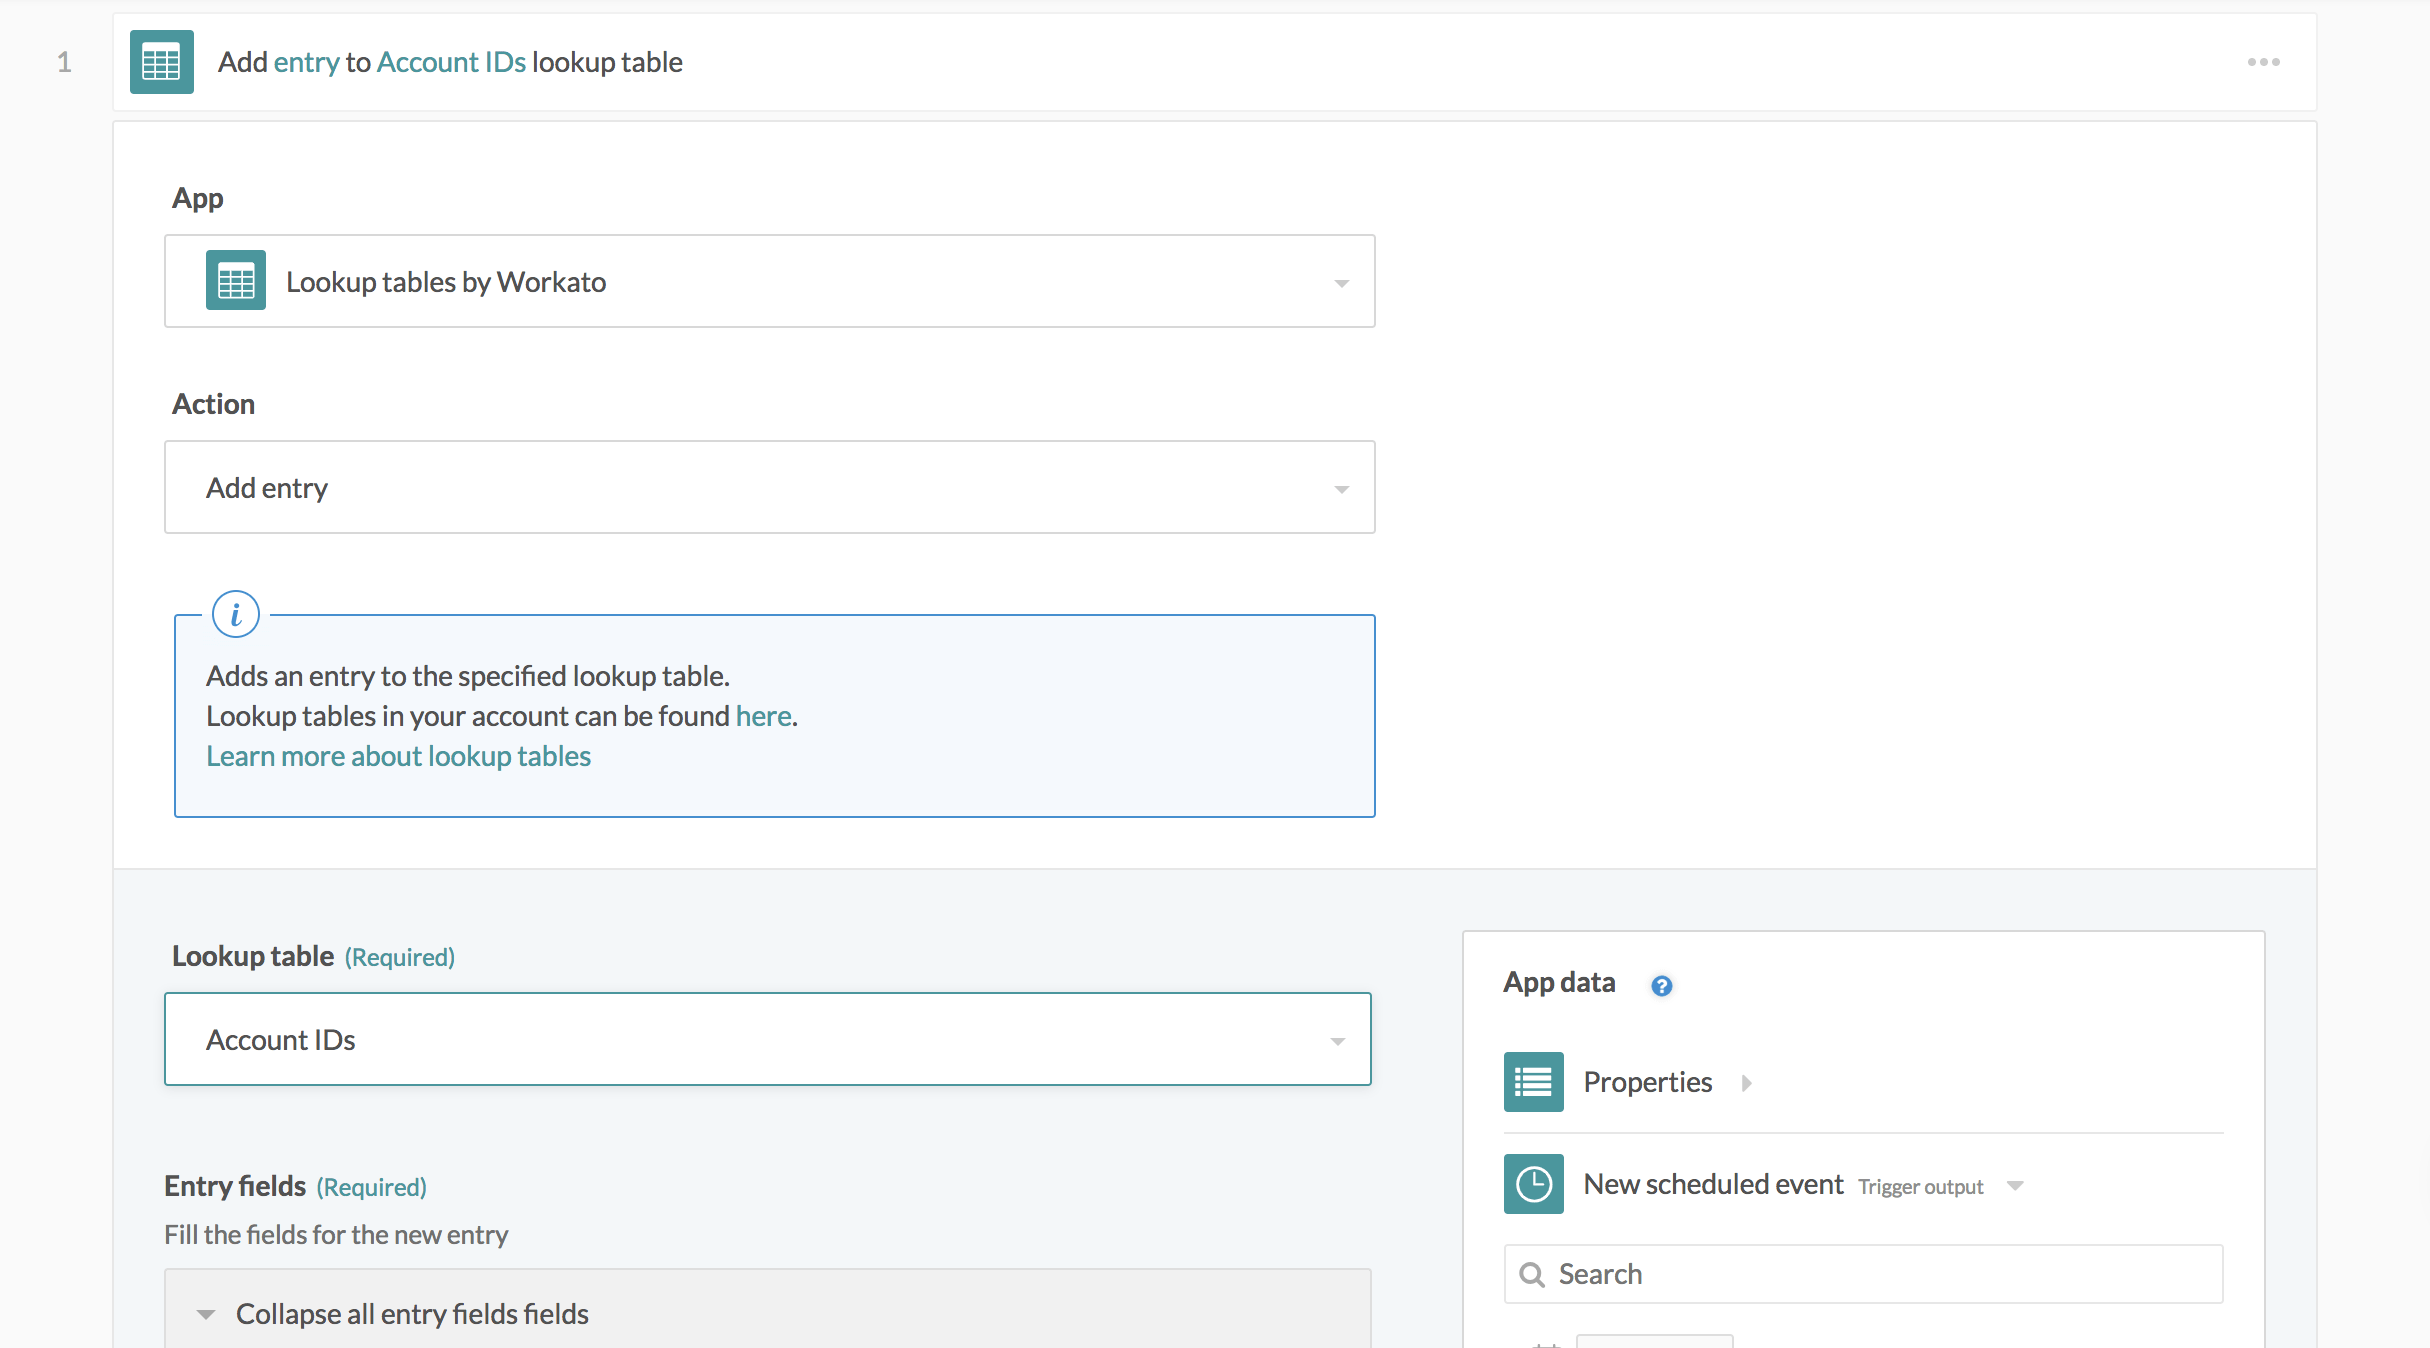 1
Add entry to Account IDs lookup table
App
Lookup tables by Workato
Action
Add entry
i
Adds an entry to the specified lookup table.
Lookup tables in your account can be found here.
Learn more about lookup tables
Lookup table (Required)
Account IDs
Entry fields (Required)
Fill the fields for the new entry
Collapse all entry fields fields
App data ?
Properties
New scheduled event Trigger output
Search